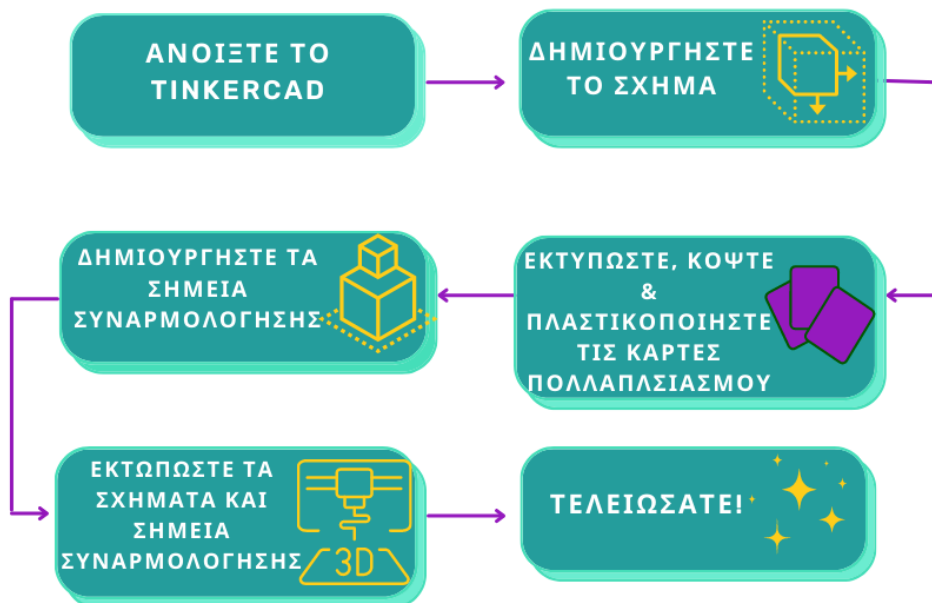 ΑΝΟΙΞΤΕ ΤΟ
TINKERCAD
ΔΗΜΙΟΥΡΓΗΣΤΕ
ΤΟ ΣΧΗΜΑ
ΕΚΤΥΠΩΣΤΕ, ΚΟΨΤΕ
&
ΠΛΑΣΤΙΚΟΠΟΙΗΣΤΕ
ΤΙΣ ΚΑΡΤΕΣ
ΠΟΛΛΑΠΛΣΙΑΣΜΟΥ
ΔΗΜΙΟΥΡΓΗΣΤΕ ΤΑ
ΣΗΜΕΙΑ
ΣΥΝΑΡΜΟΛΟΓΗΣΗΣ
ΕΚΤΩΠΩΣΤΕ ΤΑ
ΣΧΗΜΑΤΑ ΚΑΙ
ΣΗΜΕΙΑ
ΣΥΝΑΡΜΟΛΟΓΗΣΗΣ
3D
ΤΕΛΕΙΩΣΑΤΕ!